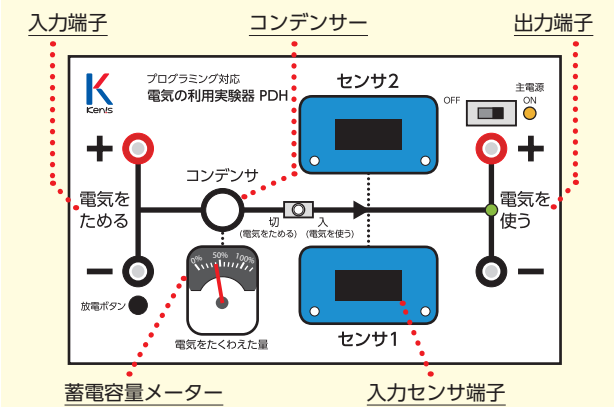 入力端子
コンデンサー
出力端子
Kenis
プログラミング対応
電気の利用実験器 PDH
センサ2
主電源
OFF
ON
+
+
コンデンサ
電気を
ためる
電気を
使う
切
(電気をためる)
入
(電気を使う)
0% 50% 100%
−
−
放電ボタン
電気をたくわえた量
センサ1
蓄電容量メーター
入力センサ端子